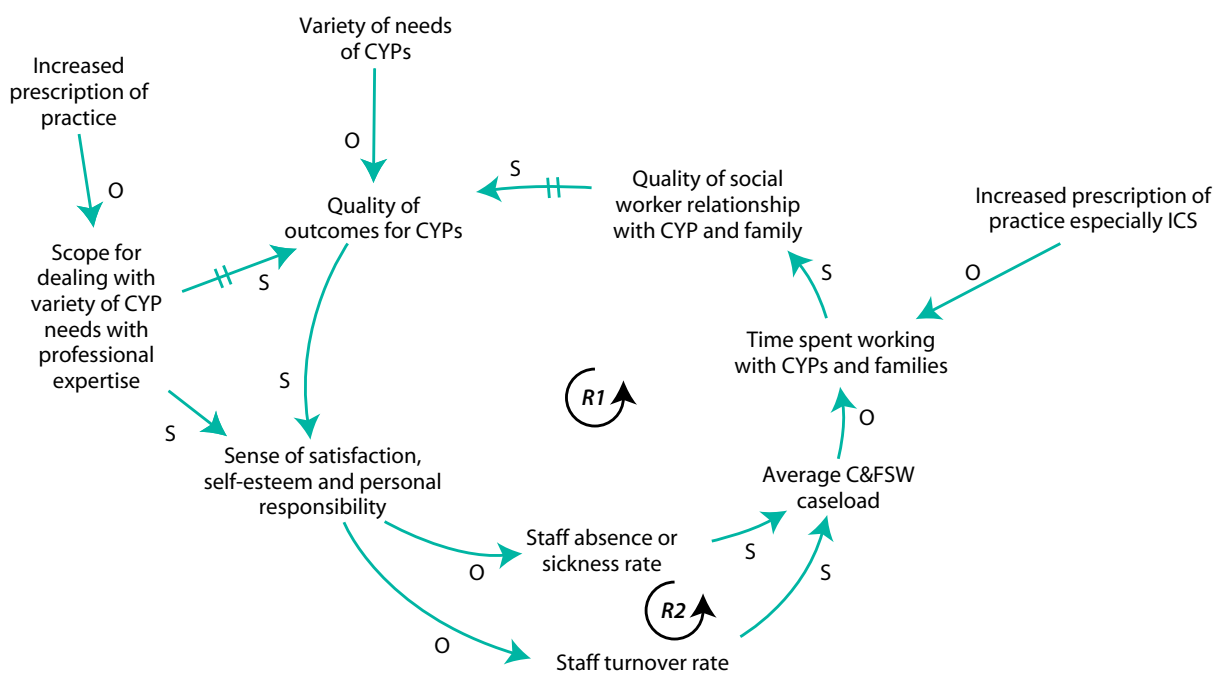 Variety of needs
of CYPs
Increased
prescription of
practice
O
O
S
Quality of social
worker relationship
with CYP and family
Increased prescription of
practice especially ICS
Quality of
outcomes for CYPs
Scope for
dealing with
variety of CYP
needs with
professional
expertise
S
S
O
Time spent working
with CYPs and families
S
R1
O
S
Sense of satisfaction,
self-esteem and personal
responsibility
Average C&FSW
caseload
Staff absence or
sickness rate
S
O
S
R2
O
Staff turnover rate